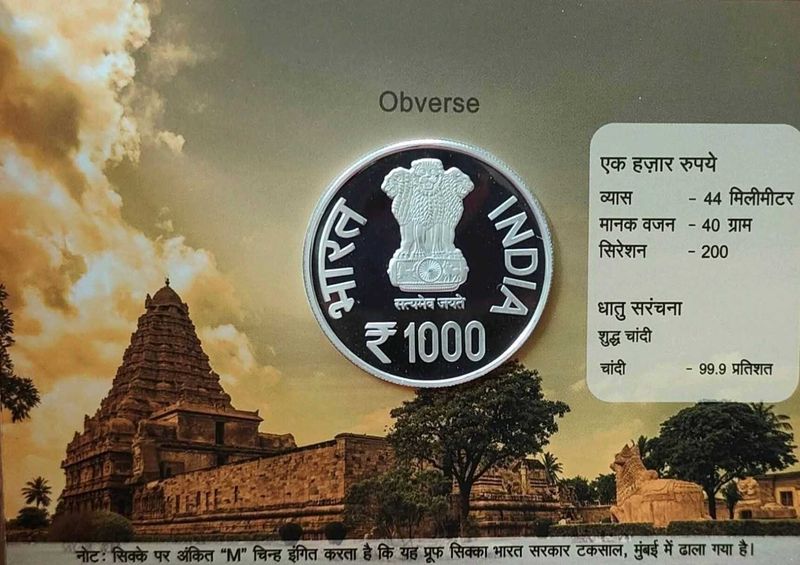 Obverse
भारत
INDIA
सत्यमेव जयते
₹ 1000
एक हज़ार रुपये
व्यास - 44 मिलीमीटर
मानक वजन - 40 ग्राम
सिरेशन - 200
धातु सरंचना
शुद्ध चांदी
चांदी - 99.9 प्रतिशत
नोट: सिक्के पर अंकित "M" चिन्ह इंगित करता है कि यह प्रूफ सिक्का भारत सरकार टकसाल, मुंबई में ढाला गया है।